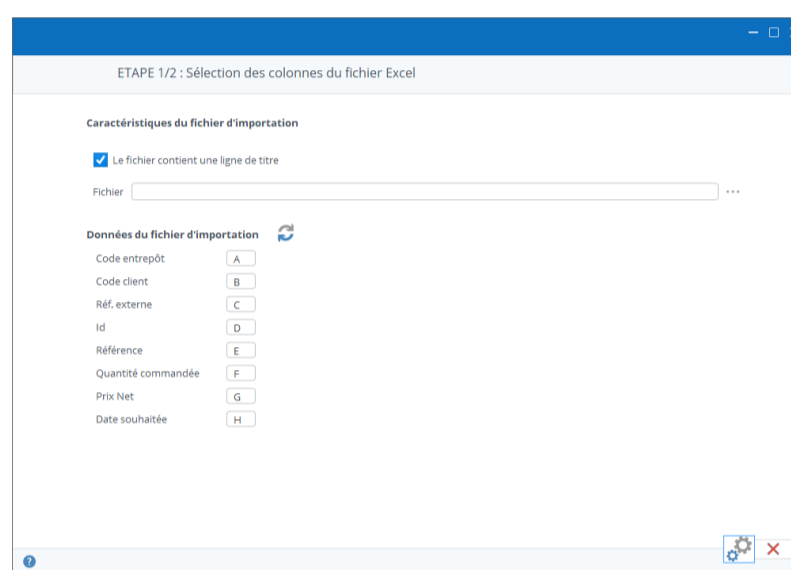 ETAPE 1/2 : Sélection des colonnes du fichier Excel
Caractéristiques du fichier d'importation
Le fichier contient une ligne de titre
Fichier
...
Données du fichier d'importation
Code entrepôt A
Code client B
Réf. externe C
Id D
Référence E
Quantité commandée F
Prix Net G
Date souhaitée H
?